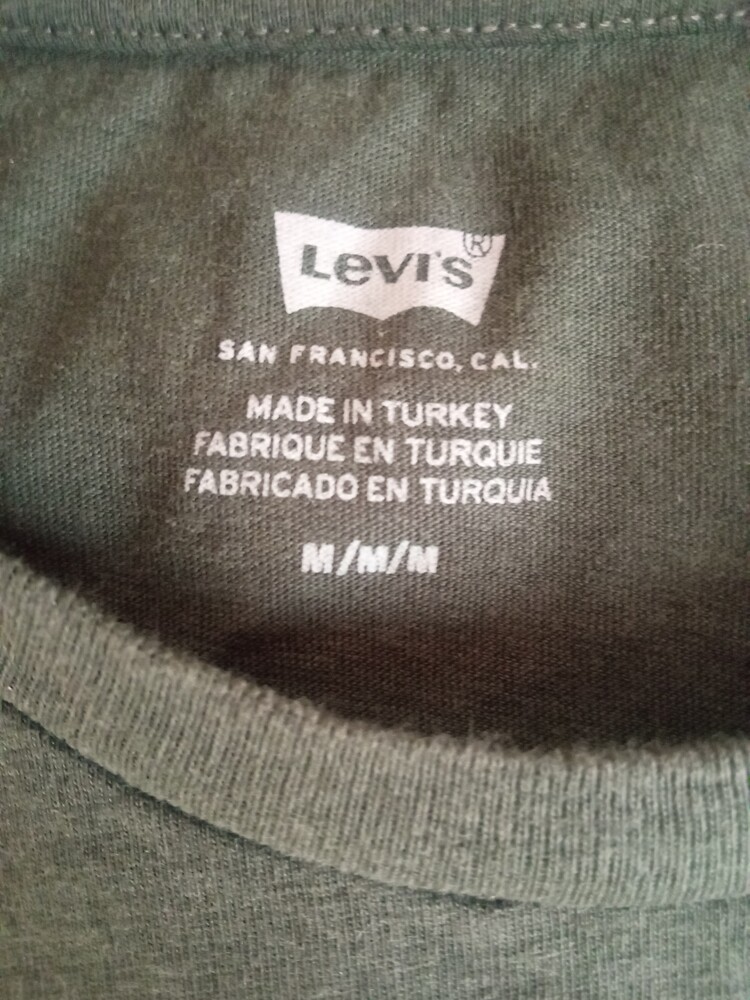 Levi's®
SAN FRANCISCO, CAL.
MADE IN TURKEY
FABRIQUE EN TURQUIE
FABRICADO EN TURQUIA
M/M/M